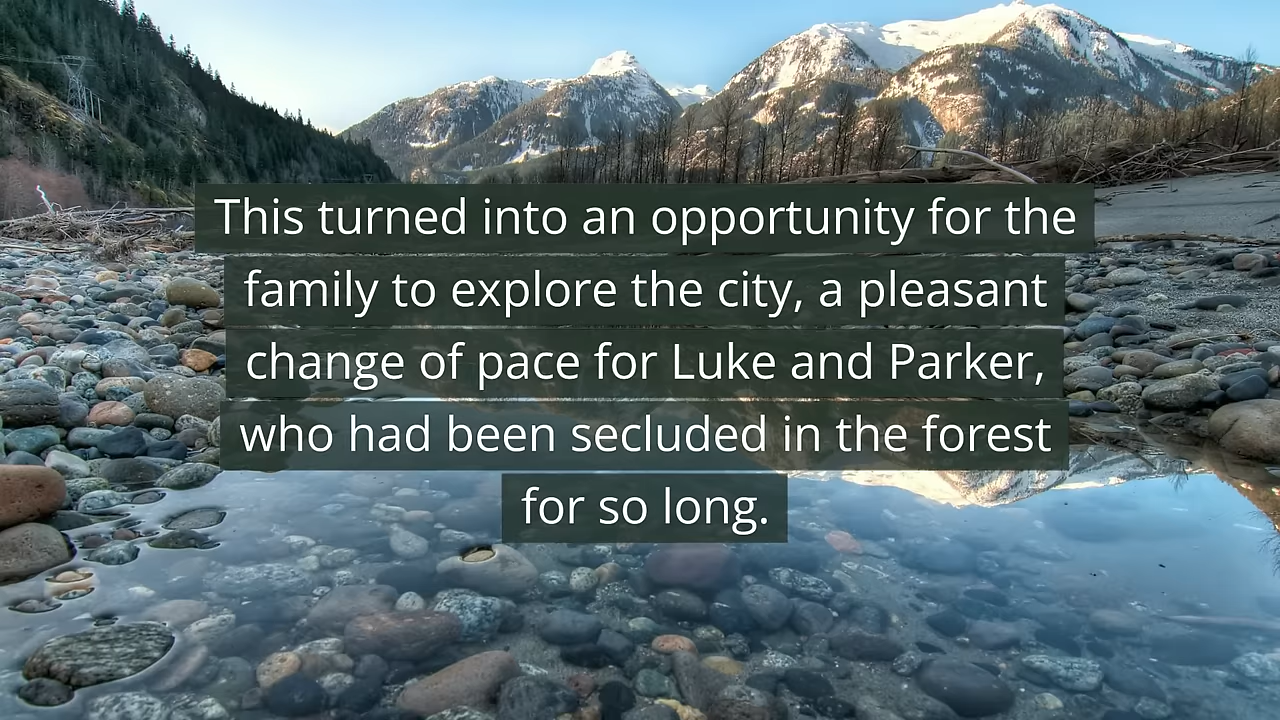 This turned into an opportunity for the
family to explore the city, a pleasant
change of pace for Luke and Parker,
who had been secluded in the forest
for so long.